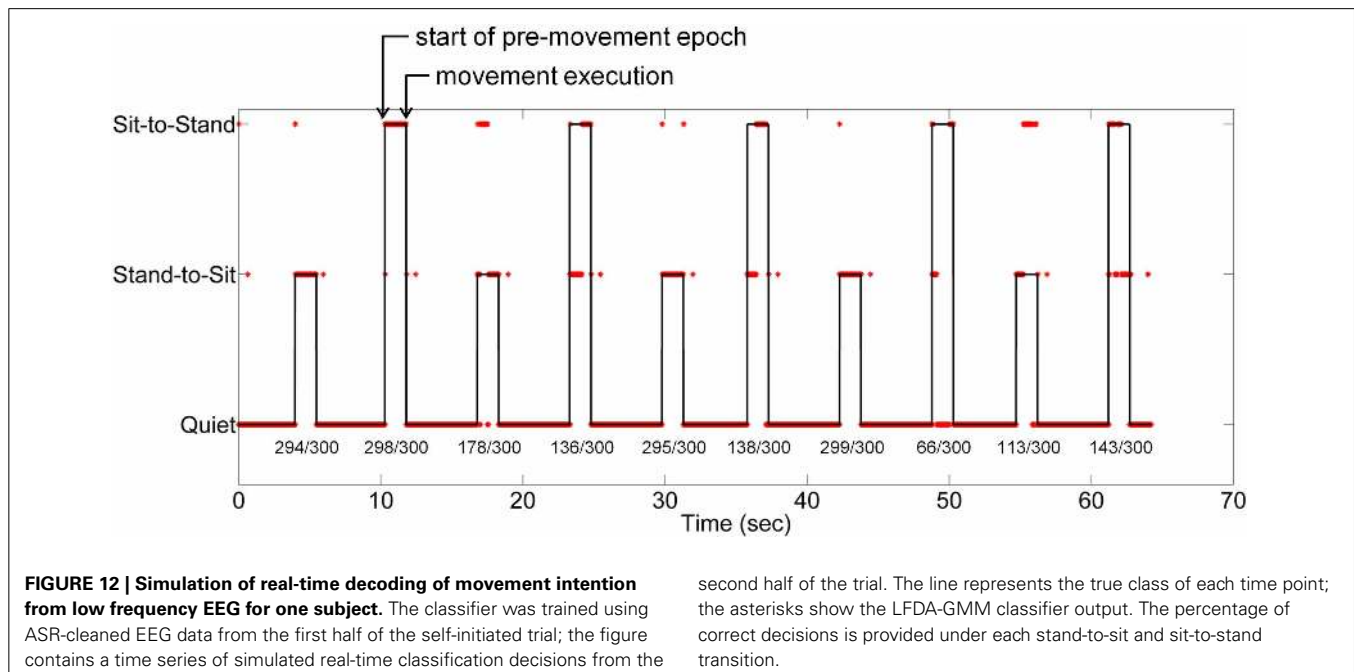 start of pre-movement epoch
movement execution
Sit-to-Stand
Stand-to-Sit
Quiet
294/300 298/300 178/300 136/300 295/300 138/300 299/300 66/300 113/300 143/300
0 10 20 30 40 50 60 70
Time (sec)
FIGURE 12 | Simulation of real-time decoding of movement intention
from low frequency EEG for one subject. The classifier was trained using
ASR-cleaned EEG data from the first half of the self-initiated trial; the figure
contains a time series of simulated real-time classification decisions from the
second half of the trial. The line represents the true class of each time point;
the asterisks show the LFDA-GMM classifier output. The percentage of
correct decisions is provided under each stand-to-sit and sit-to-stand
transition.